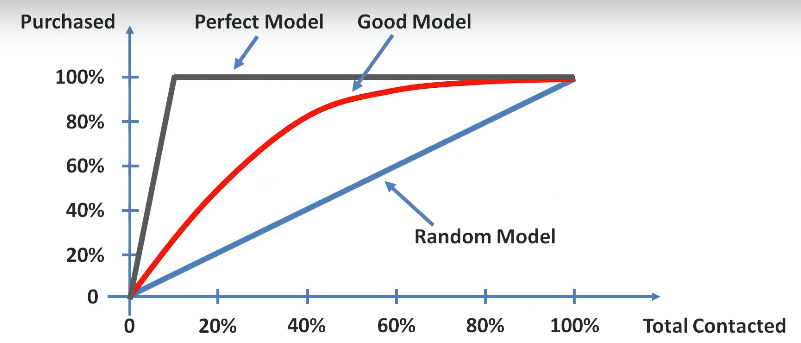 Purchased
Perfect Model
Good Model
100%
80%
60%
40%
20%
0
Random Model
0 20% 40% 60% 80% 100% Total Contacted